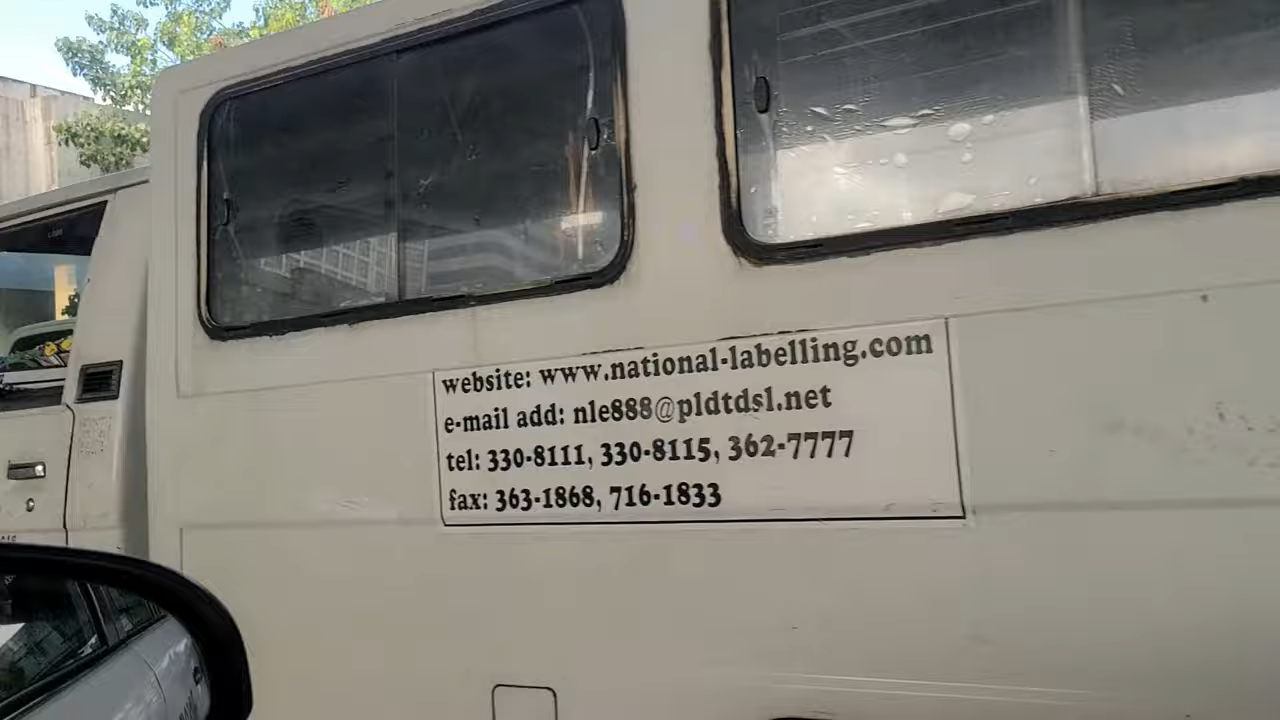 website: www.national-labelling.com
e-mail add: nle888@pldtdsl.net
tel: 330-8111, 330-8115, 362-7777
fax: 363-1868, 716-1833